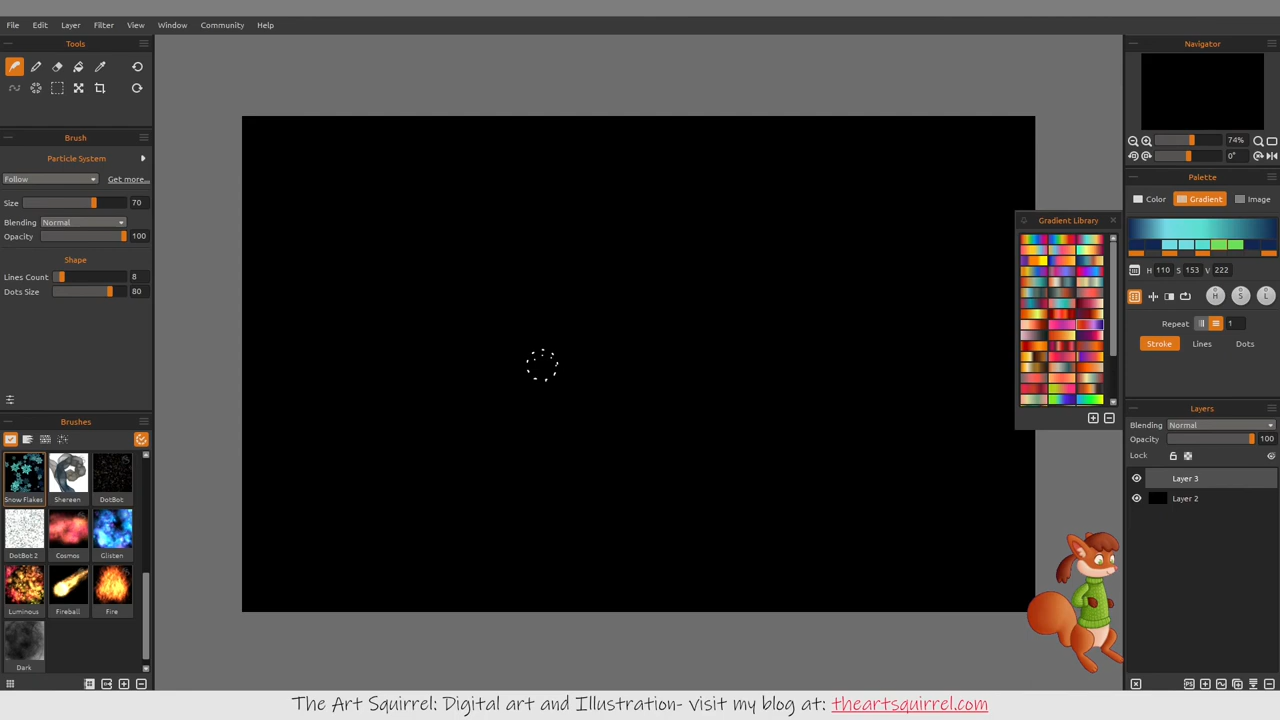 File Edit Layer Filter View Window Community Help
Tools
Brush
Particle System
Follow Get more...
Size 70
Blending Normal
Opacity 100
Shape
Lines Count 8
Dots Size 80
Brushes
Snow Flakes Shereen DotBot
DotBot 2 Cosmos Glisten
Luminous Fireball Fire
Dark
Gradient Library
Navigator
74%
0°
Palette
Color Gradient Image
H 110 S 153 V 222
H S L
Repeat 1
Stroke Lines Dots
Layers
Blending Normal
Opacity 100
Lock
Layer 3
Layer 2
PS
The Art Squirrel: Digital art and Illustration- visit my blog at: theartsquirrel.com